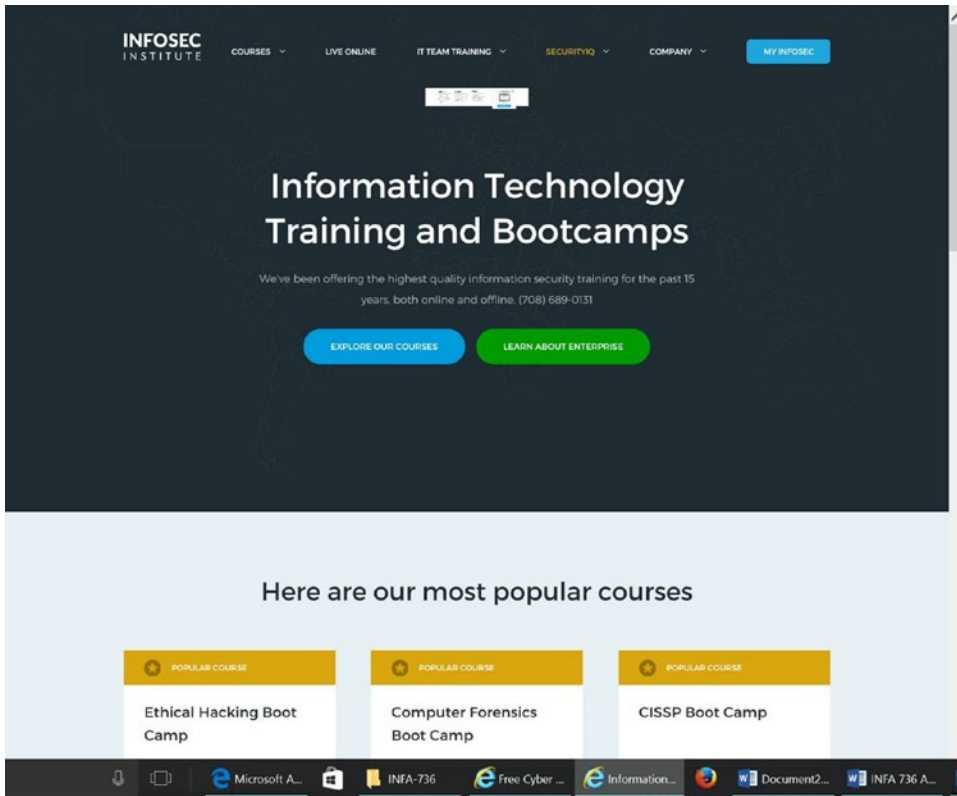 INFOSEC
INSTITUTE
COURSES
LIVE ONLINE
IT TEAM TRAINING
SECURITYIQ
COMPANY
MY INFOSEC
Information Technology
Training and Bootcamps
We've been offering the highest quality information security training for the past 15
years, both online and offline. (708) 689-0131
EXPLORE OUR COURSES
LEARN ABOUT ENTERPRISE
Here are our most popular courses
POPULAR COURSE
POPULAR COURSE
POPULAR COURSE
Ethical Hacking Boot
Camp
Computer Forensics
Boot Camp
CISSP Boot Camp
Microsoft A...
INFA-736
Free Cyber ...
Information...
Document2...
INFA 736 A...